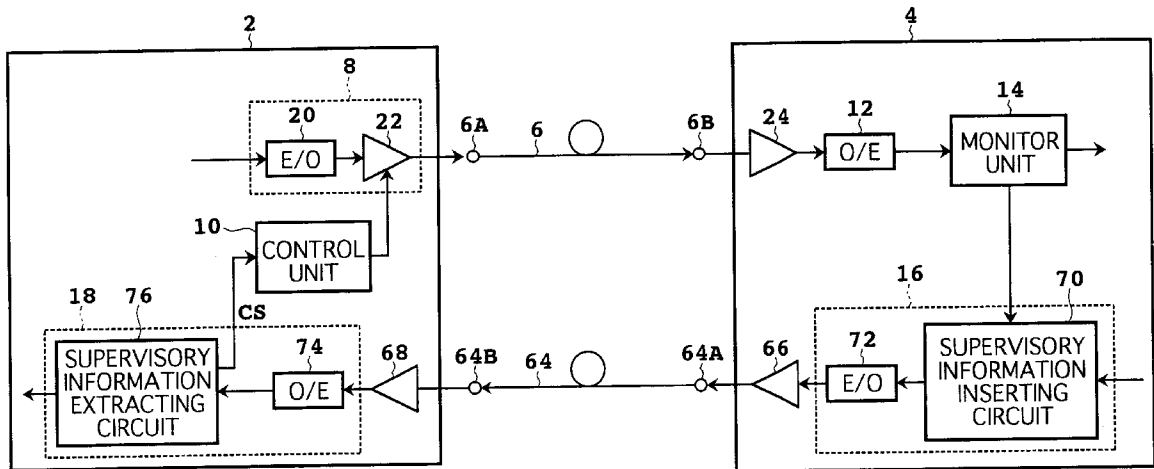 2
4
8
20
22
E/O
6A
6
6B
24
12
O/E
14
MONITOR
UNIT
10
CONTROL
UNIT
CS
18
76
SUPERVISORY
INFORMATION
EXTRACTING
CIRCUIT
74
O/E
68
64B
64
64A
66
16
72
E/O
70
SUPERVISORY
INFORMATION
INSERTING
CIRCUIT